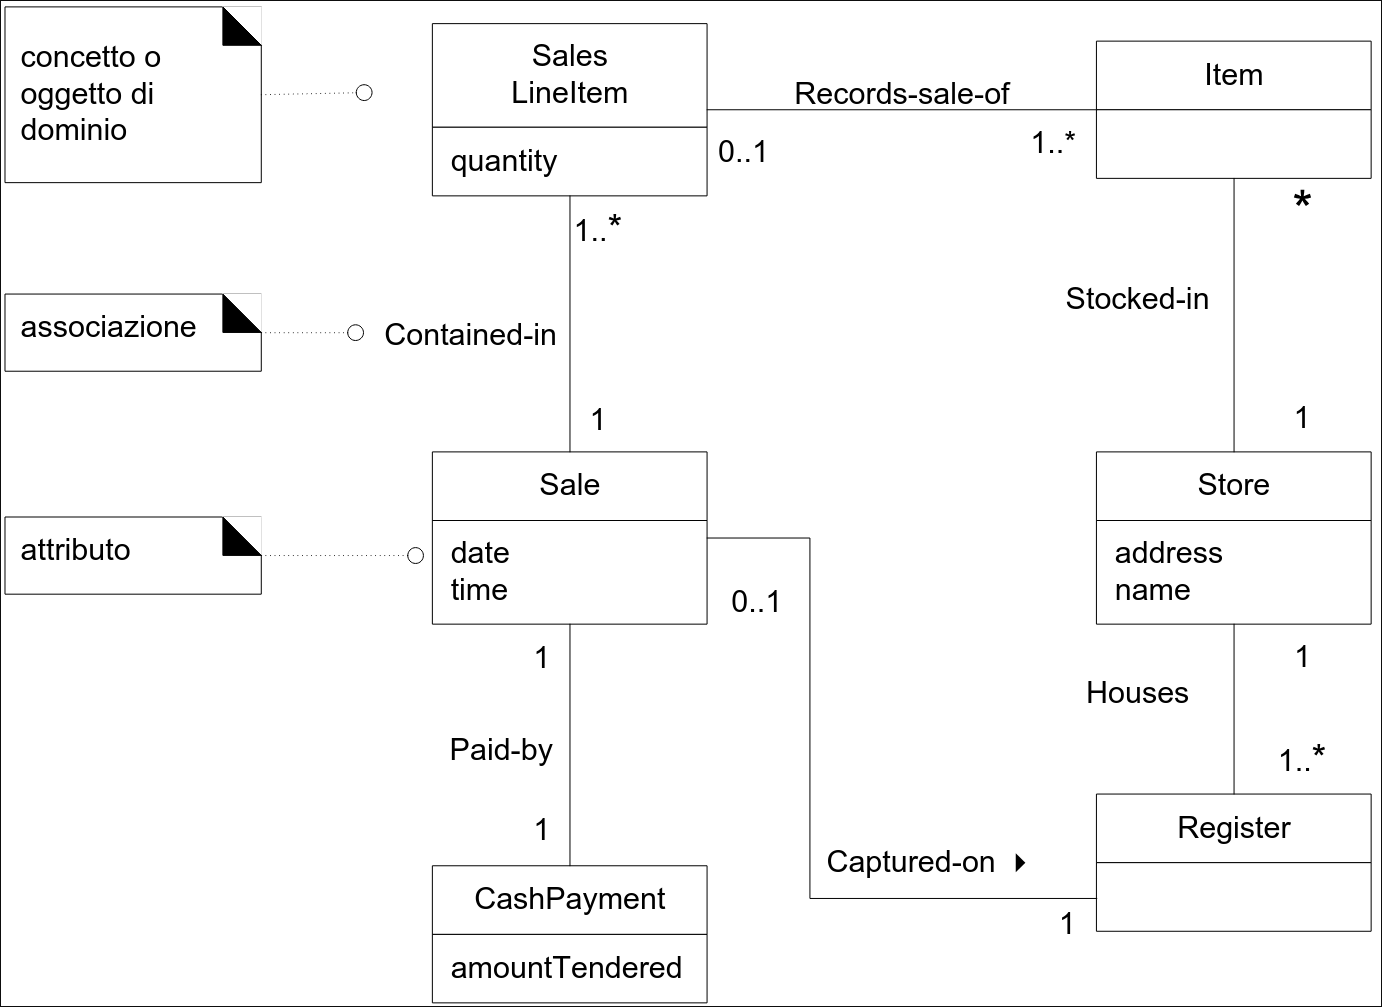 concetto o
oggetto di
dominio
Sales
LineItem
quantity
Records-sale-of
0..1
1..*
Item
1..*
*
associazione
Contained-in
Stocked-in
1
1
attributo
Sale
date
time
0..1
Store
address
name
1
1
Paid-by
Houses
1
1..*
CashPayment
amountTendered
Captured-on
1
Register